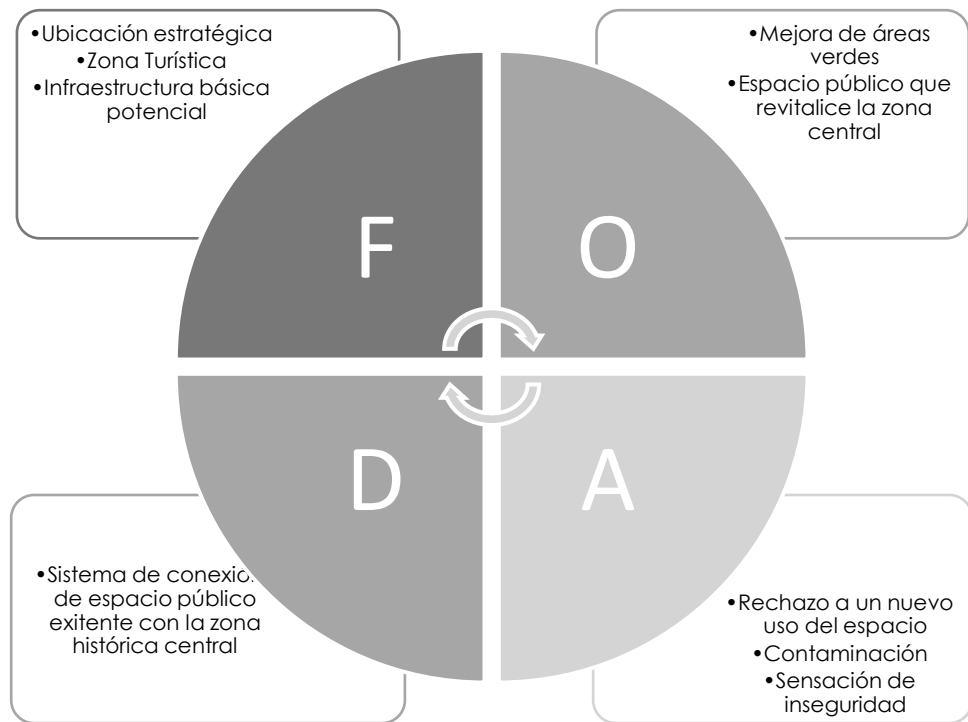 •Ubicación estratégica
•Zona Turística
•Infraestructura básica
potencial
•Mejora de áreas
verdes
•Espacio público que
revitalice la zona
central
F
O
D
A
•Sistema de conexión
de espacio público
exitente con la zona
histórica central
•Rechazo a un nuevo
uso del espacio
•Contaminación
•Sensación de
inseguridad